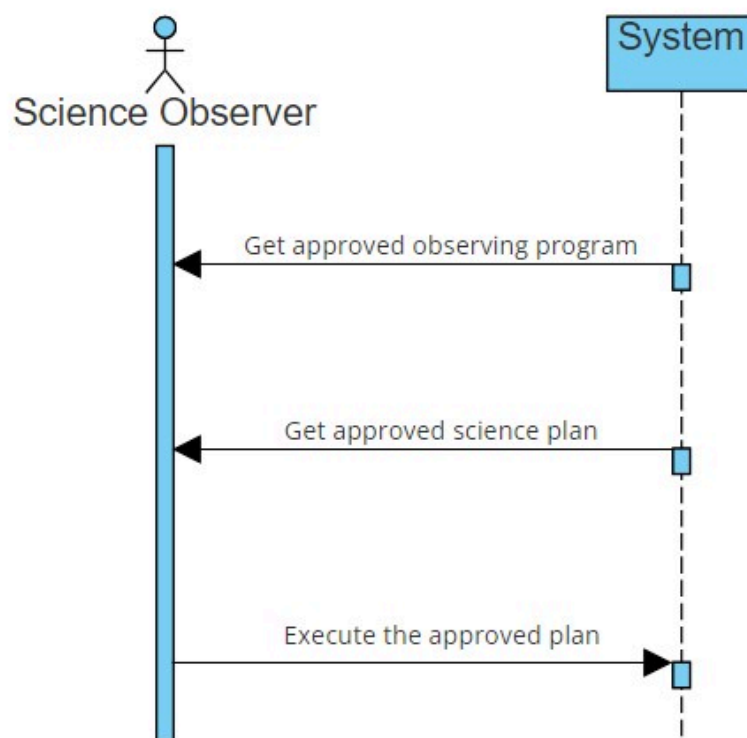 System
Science Observer
Get approved observing program
Get approved science plan
Execute the approved plan